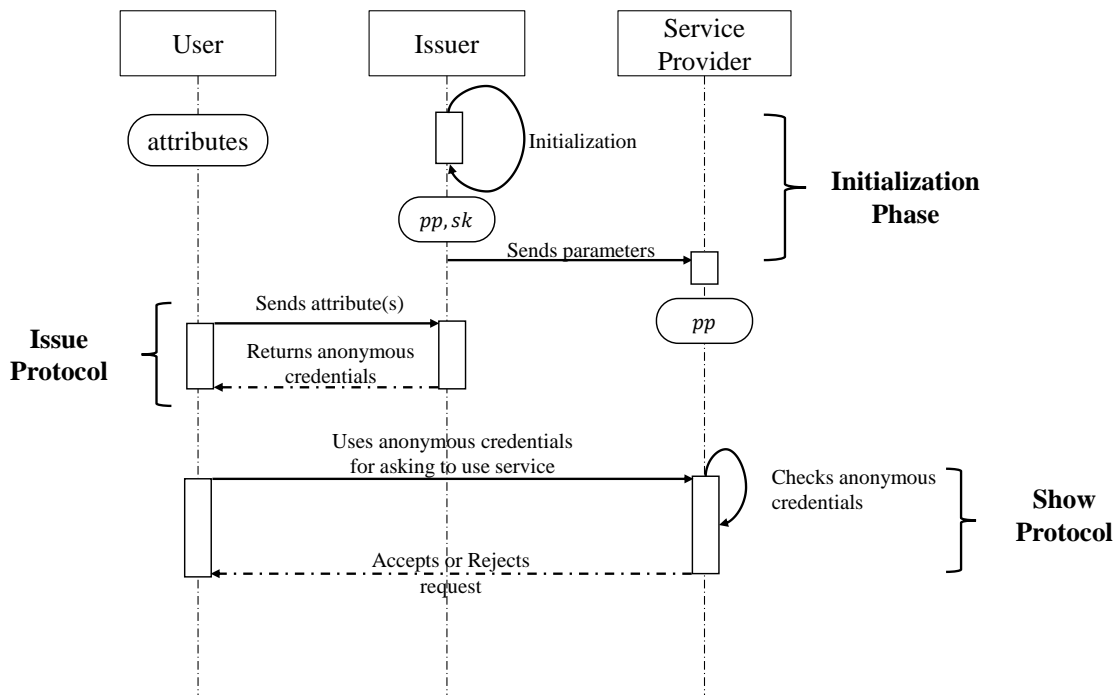 User
Issuer
Service
Provider
attributes
Initialization
Initialization
Phase
pp, sk
Sends parameters
pp
Sends attribute(s)
Issue
Protocol
Returns anonymous
credentials
Uses anonymous credentials
for asking to use service
Checks anonymous
credentials
Show
Protocol
Accepts or Rejects
request